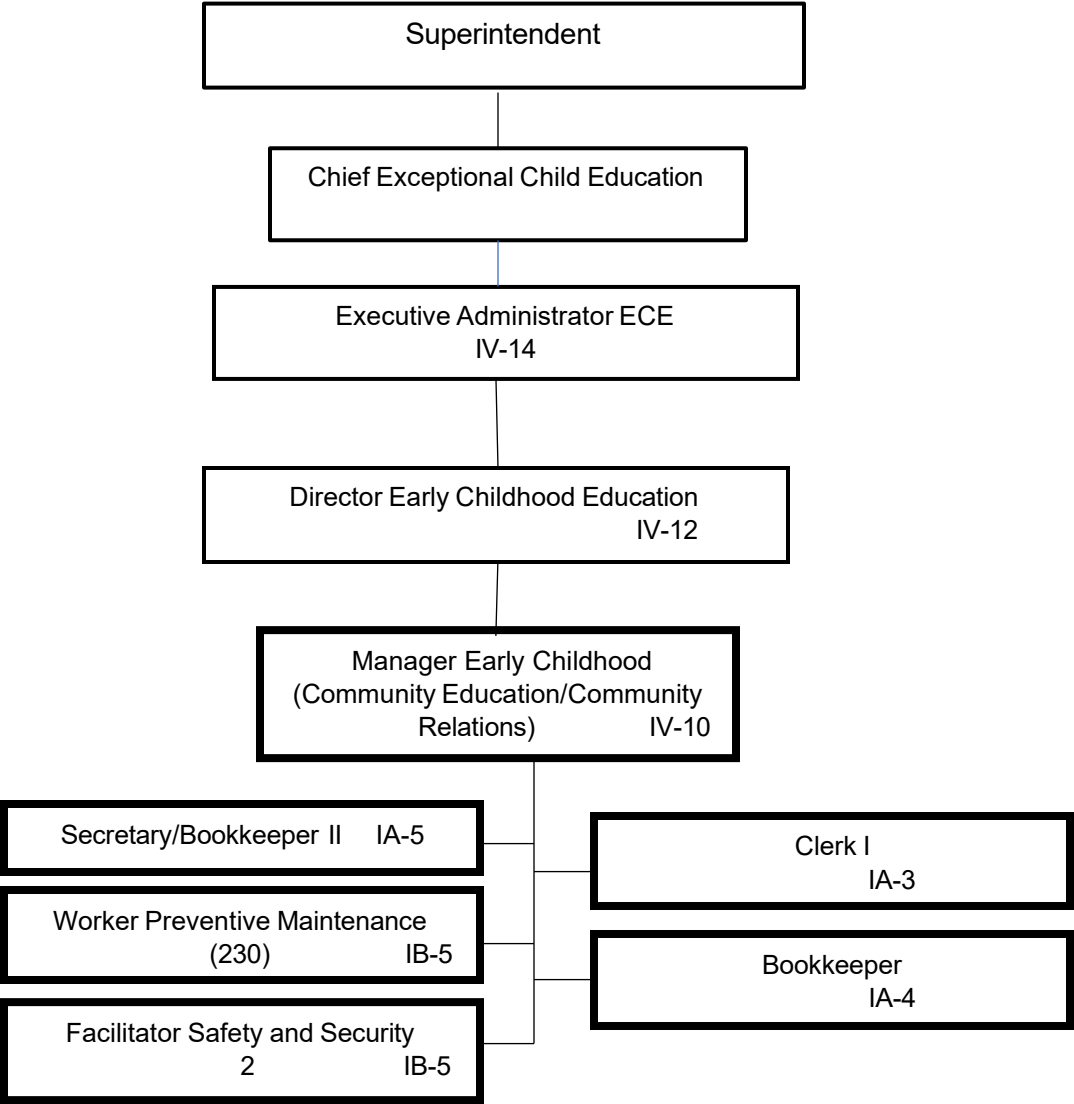 Superintendent
Chief Exceptional Child Education
Executive Administrator ECE
IV-14
Director Early Childhood Education
IV-12
Manager Early Childhood
(Community Education/Community
Relations) IV-10
Secretary/Bookkeeper II IA-5
Worker Preventive Maintenance
(230) IB-5
Facilitator Safety and Security
2 IB-5
Clerk I
IA-3
Bookkeeper
IA-4